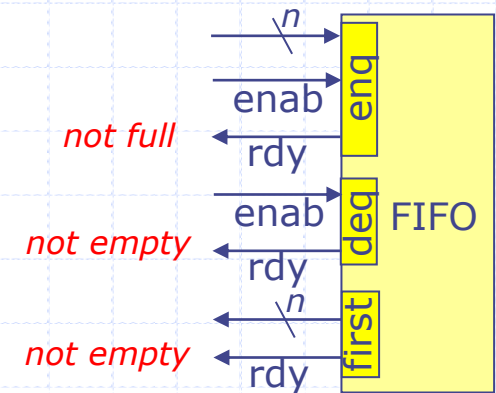 n
enab
enq
not full
rdy
enab
deq
FIFO
not empty
rdy
n
first
not empty
rdy